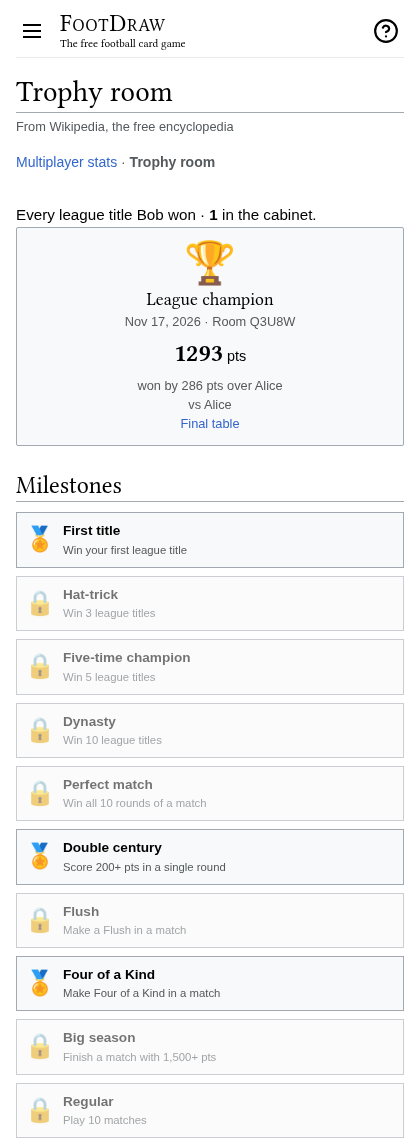 FOOTDRAW
The free football card game
Trophy room
From Wikipedia, the free encyclopedia
Multiplayer stats · Trophy room
Every league title Bob won · 1 in the cabinet.
League champion
Nov 17, 2026 · Room Q3U8W
1293 pts
won by 286 pts over Alice
vs Alice
Final table
Milestones
First title
Win your first league title
Hat-trick
Win 3 league titles
Five-time champion
Win 5 league titles
Dynasty
Win 10 league titles
Perfect match
Win all 10 rounds of a match
Double century
Score 200+ pts in a single round
Flush
Make a Flush in a match
Four of a Kind
Make Four of a Kind in a match
Big season
Finish a match with 1,500+ pts
Regular
Play 10 matches